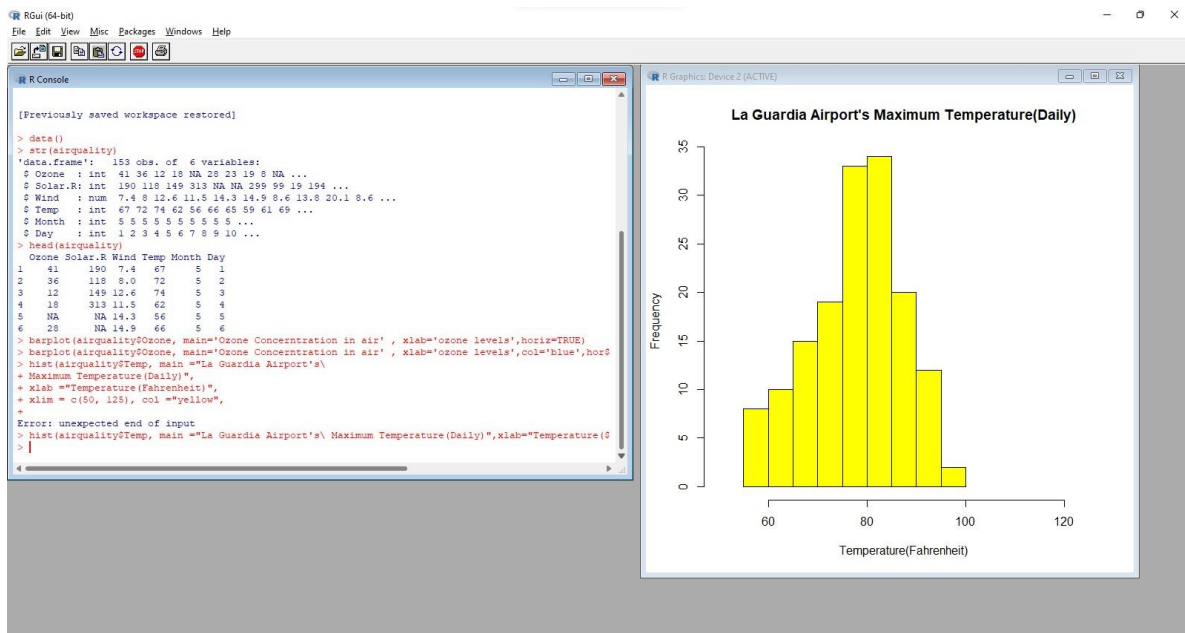 RGui (64-bit)
File Edit View Misc Packages Windows Help
STOP
R Console
[Previously saved workspace restored]
> data()
> str(airquality)
'data.frame':   153 obs. of  6 variables:
 $ Ozone  : int  41 36 12 18 NA 28 23 19 8 NA ...
 $ Solar.R: int  190 118 149 313 NA NA 299 99 19 194 ...
 $ Wind   : num  7.4 8 12.6 11.5 14.3 14.9 8.6 13.8 20.1 8.6 ...
 $ Temp   : int  67 72 74 62 56 66 65 59 61 69 ...
 $ Month  : int  5 5 5 5 5 5 5 5 5 5 ...
 $ Day    : int  1 2 3 4 5 6 7 8 9 10 ...
> head(airquality)
  Ozone Solar.R Wind Temp Month Day
1    41     190  7.4   67     5   1
2    36     118  8.0   72     5   2
3    12     149 12.6   74     5   3
4    18     313 11.5   62     5   4
5    NA      NA 14.3   56     5   5
6    28      NA 14.9   66     5   6
> barplot(airquality$Ozone, main='Ozone Concerntration in air' , xlab='ozone levels',horiz=TRUE)
> barplot(airquality$Ozone, main='Ozone Concerntration in air' , xlab='ozone levels',col='blue',hor$
> hist(airquality$Temp, main ="La Guardia Airport's\
+ Maximum Temperature(Daily)",
+ xlab ="Temperature(Fahrenheit)",
+ xlim = c(50, 125), col ="yellow",
+
Error: unexpected end of input
> hist(airquality$Temp, main ="La Guardia Airport's\ Maximum Temperature(Daily)",xlab="Temperature($
>
R Graphics: Device 2 (ACTIVE)
La Guardia Airport's Maximum Temperature(Daily)
35
30
25
20
15
10
5
0
Frequency
60 80 100 120
Temperature(Fahrenheit)